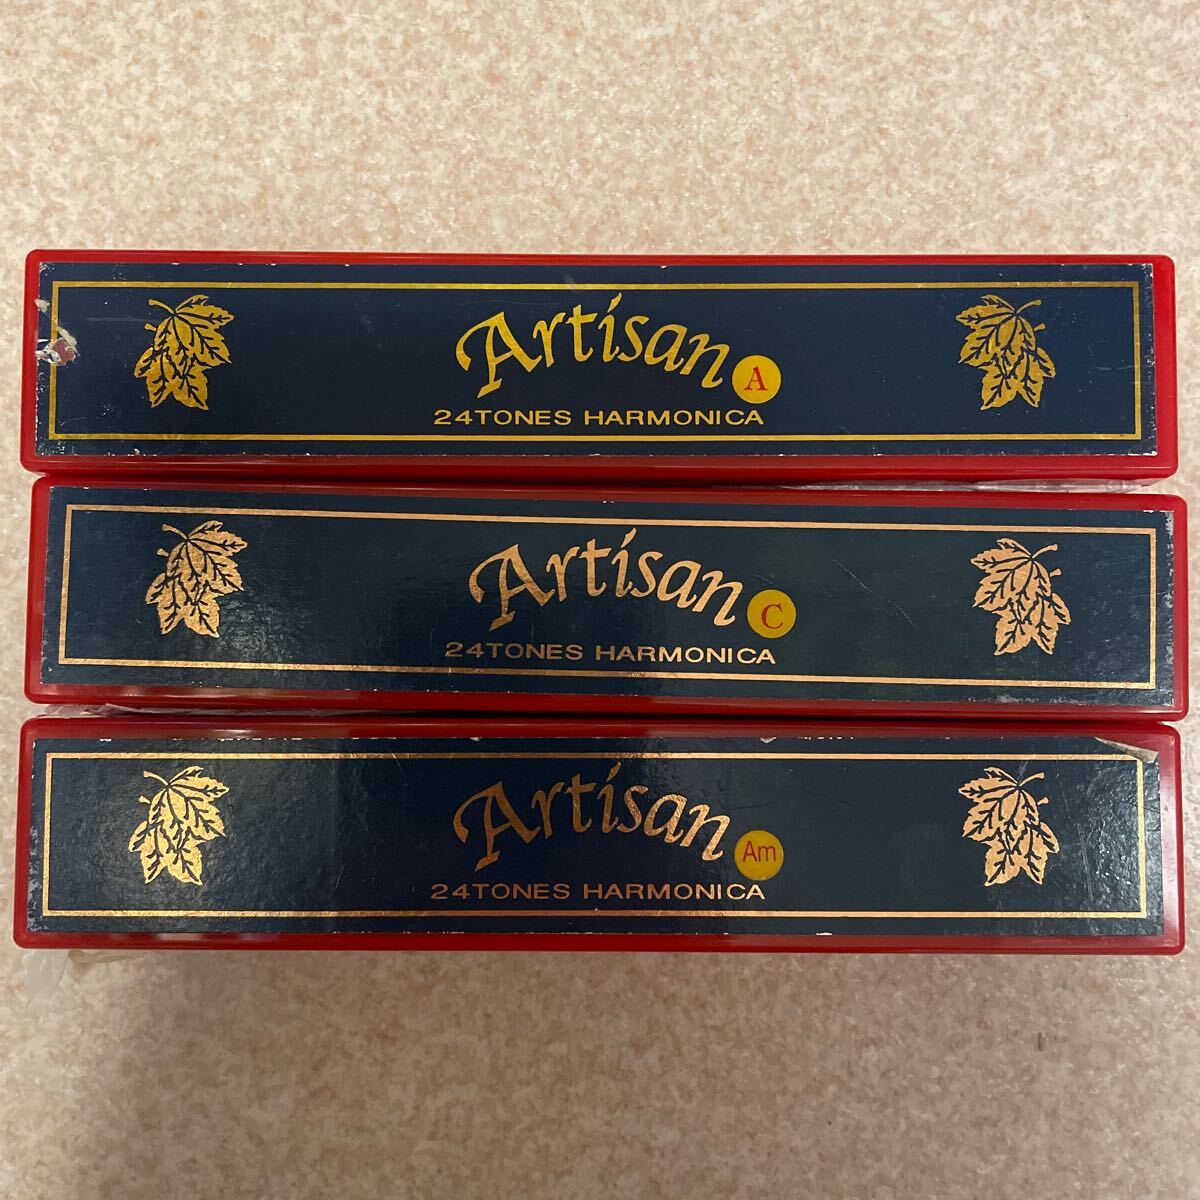 Artisan A
24TONES HARMONICA
Artisan C
24TONES HARMONICA
Artisan Am
24TONES HARMONICA